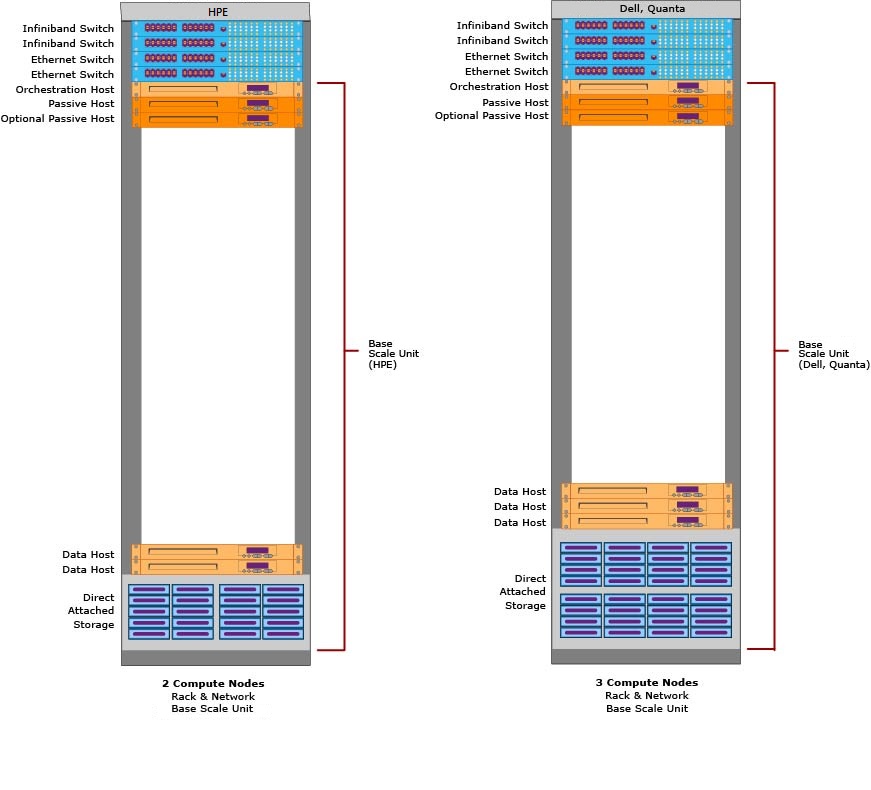 HPE
Infiniband Switch
Infiniband Switch
Ethernet Switch
Ethernet Switch
Orchestration Host
Passive Host
Optional Passive Host
Base
Scale Unit
(HPE)
Data Host
Data Host
Direct
Attached
Storage
2 Compute Nodes
Rack & Network
Base Scale Unit
Dell, Quanta
Infiniband Switch
Infiniband Switch
Ethernet Switch
Ethernet Switch
Orchestration Host
Passive Host
Optional Passive Host
Base
Scale Unit
(Dell, Quanta)
Data Host
Data Host
Data Host
Direct
Attached
Storage
3 Compute Nodes
Rack & Network
Base Scale Unit